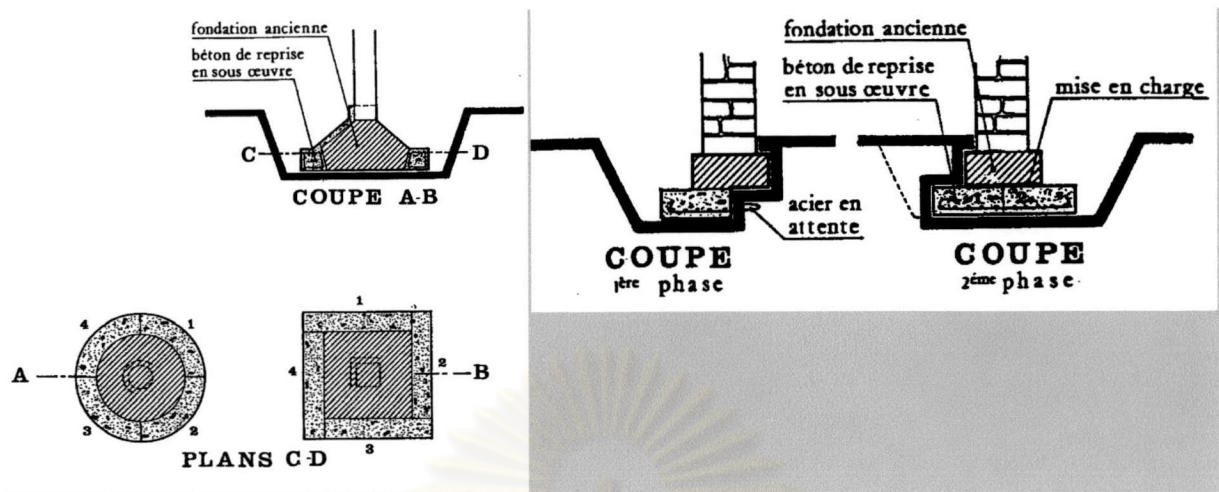 fondation ancienne
béton de reprise
en sous œuvre
C
D
COUPE A-B
4
1
A
3
2
1
4
2
B
3
PLANS C-D
fondation ancienne
béton de reprise
en sous œuvre
mise en charge
acier en
attente
COUPE
1ère phase
COUPE
2éme phase